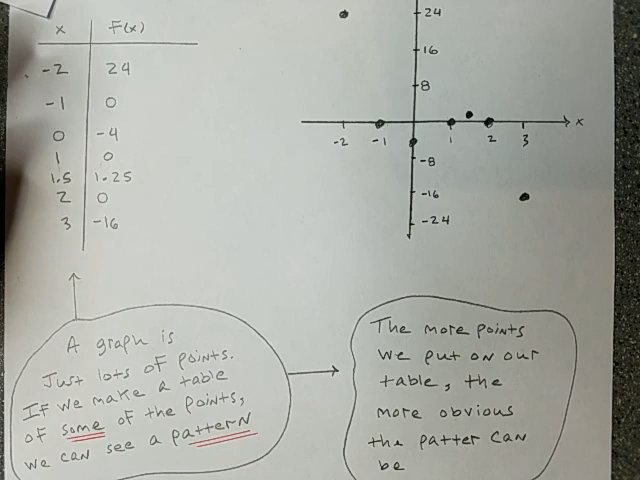 x F(x)
-2 24
-1 0
0 -4
1 0
1.5 1.25
2 0
3 -16
24
16
8
-2 -1 1 2 3 x
-8
-16
-24
A graph is
Just lots of points.
If we make a table
of some of the points,
we can see a pattern
The more points
we put on our
table, the
more obvious
the patter can
be